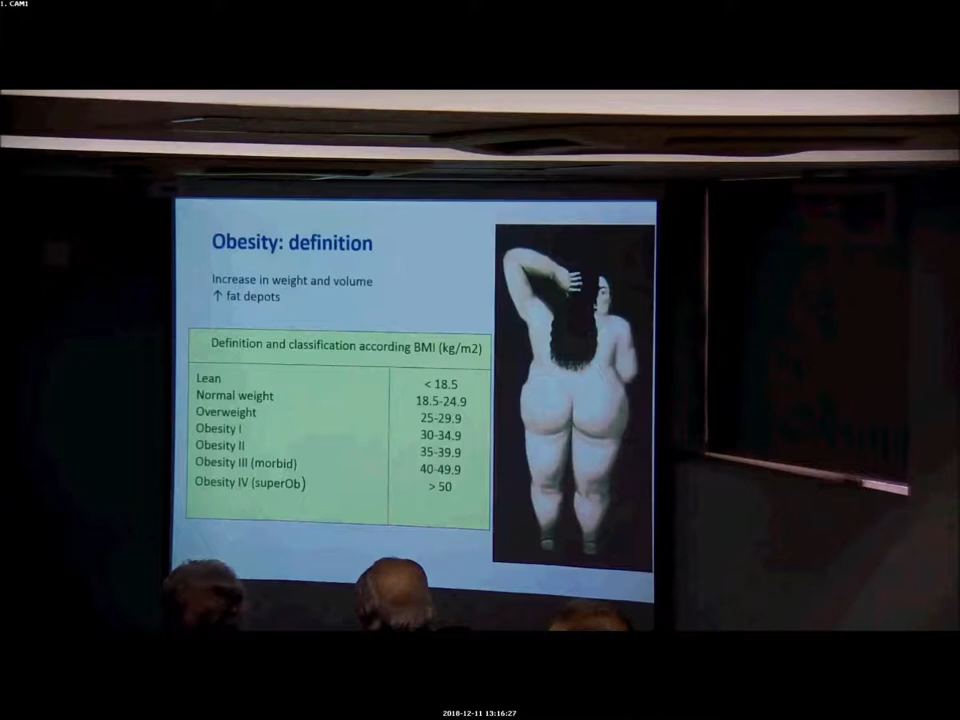 1. CAM1
Obesity: definition
Increase in weight and volume
↑ fat depots
Definition and classification according BMI (kg/m2)
Lean < 18.5
Normal weight 18.5-24.9
Overweight 25-29.9
Obesity I 30-34.9
Obesity II 35-39.9
Obesity III (morbid) 40-49.9
Obesity IV (superOb) > 50
2018-12-11 13:16:27